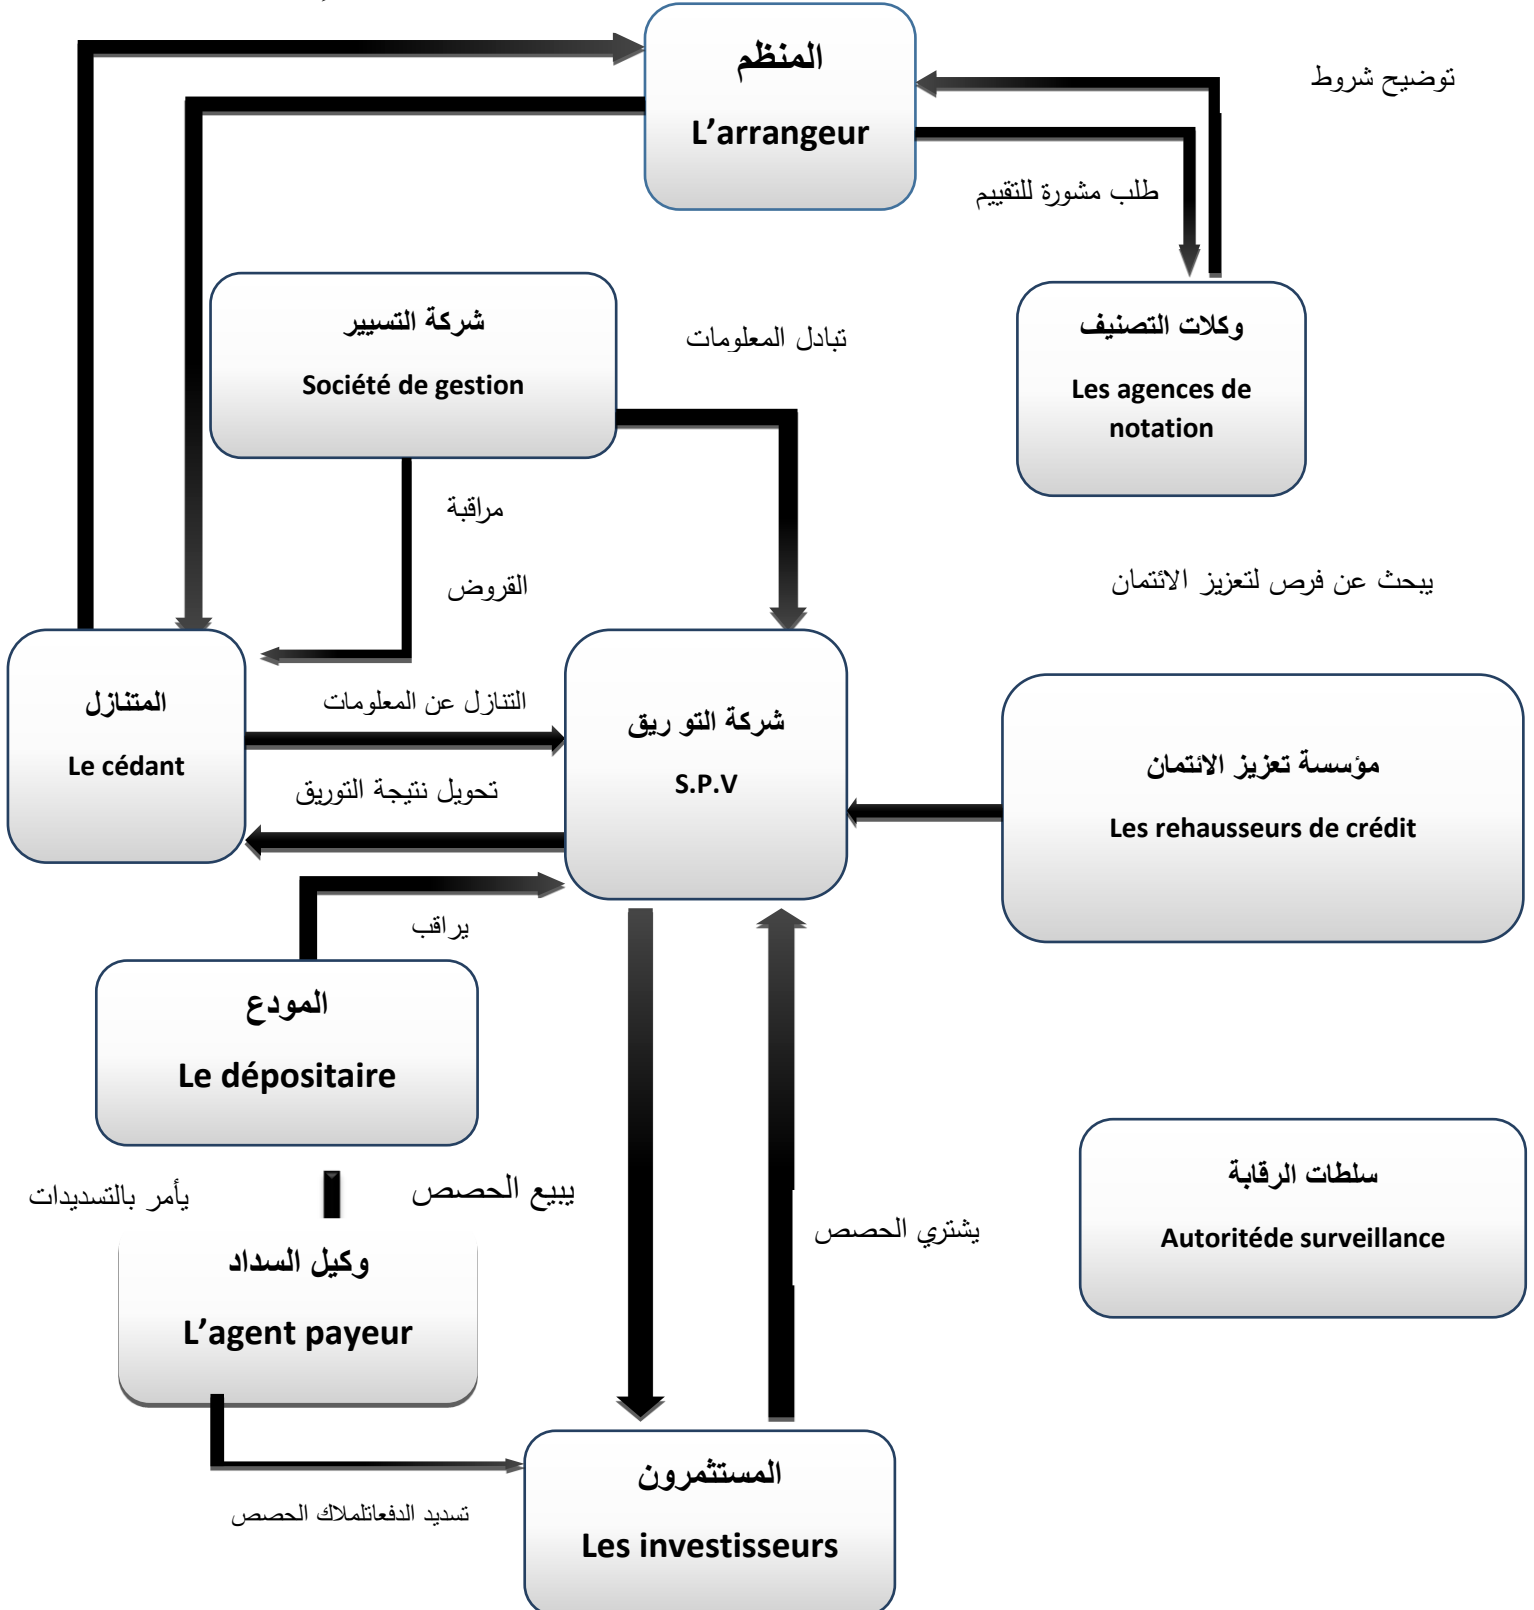 المنظم
L’arrangeur
توضيح شروط
طلب مشورة للتقييم
شركة التسيير
Société de gestion
تبادل المعلومات
وكلات التصنيف
Les agences de
notation
مراقبة
القروض
يبحث عن فرص لتعزيز الائتمان
المتنازل
Le cédant
التنازل عن المعلومات
تحويل نتيجة التوريق
شركة التو ريق
S.P.V
مؤسسة تعزيز الائتمان
Les rehausseurs de crédit
يراقب
المودع
Le dépositaire
يأمر بالتسديدات
يبيع الحصص
يشتري الحصص
سلطات الرقابة
Autoritéde surveillance
وكيل السداد
L’agent payeur
تسديد الدفعاتلملاك الحصص
المستثمرون
Les investisseurs